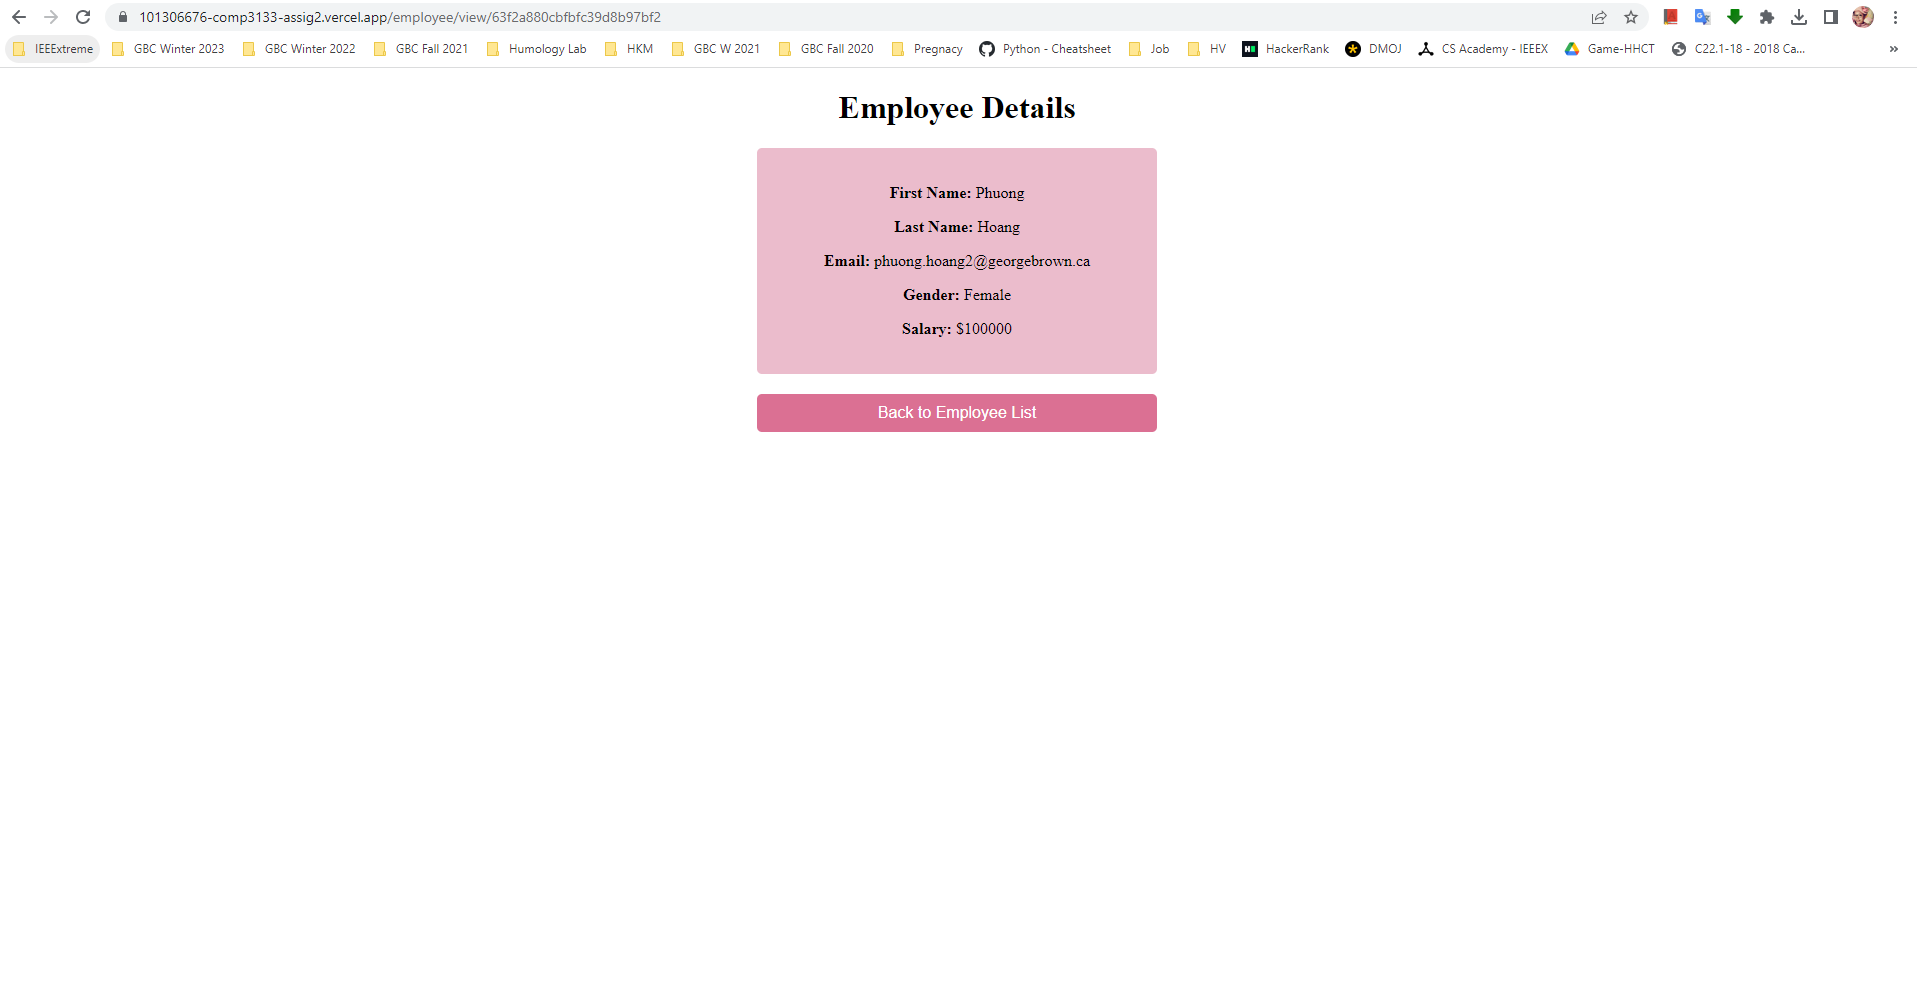 101306676-comp3133-assig2.vercel.app/employee/view/63f2a880cbfbfc39d8b97bf2
IEEExtreme GBC Winter 2023 GBC Winter 2022 GBC Fall 2021 Humology Lab HKM GBC W 2021 GBC Fall 2020 Pregnacy Python - Cheatsheet Job HV HackerRank DMOJ CS Academy - IEEEX Game-HHCT C22.1-18 - 2018 Ca... »
Employee Details
First Name: Phuong
Last Name: Hoang
Email: phuong.hoang2@georgebrown.ca
Gender: Female
Salary: $100000
Back to Employee List